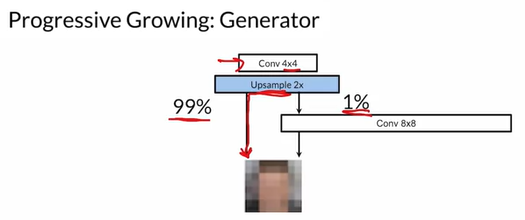 Progressive Growing: Generator
Conv 4x4
Upsample 2x
99%
1%
Conv 8x8